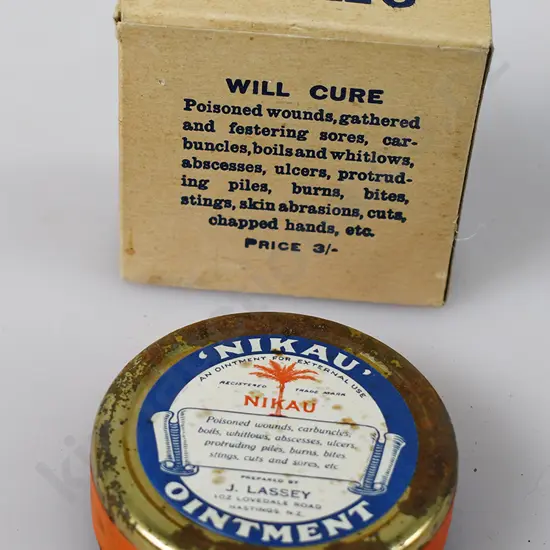 WILL CURE
Poisoned wounds, gathered
and festering sores, car-
buncles, boils and whitlows,
abscesses, ulcers, protrud-
ing piles, burns, bites,
stings, skin abrasions, cuts,
chapped hands, etc.
PRICE 3/-
'NIKAU'
AN OINTMENT FOR EXTERNAL USE
REGISTERED TRADE MARK
NIKAU
Poisoned wounds, carbuncles,
boils, whitlows, abscesses, ulcers,
protruding piles, burns, bites
stings, cuts and sores, etc
PREPARED BY
J. LASSEY
102 LOVEDALE ROAD
HASTINGS, N.Z.
OINTMENT